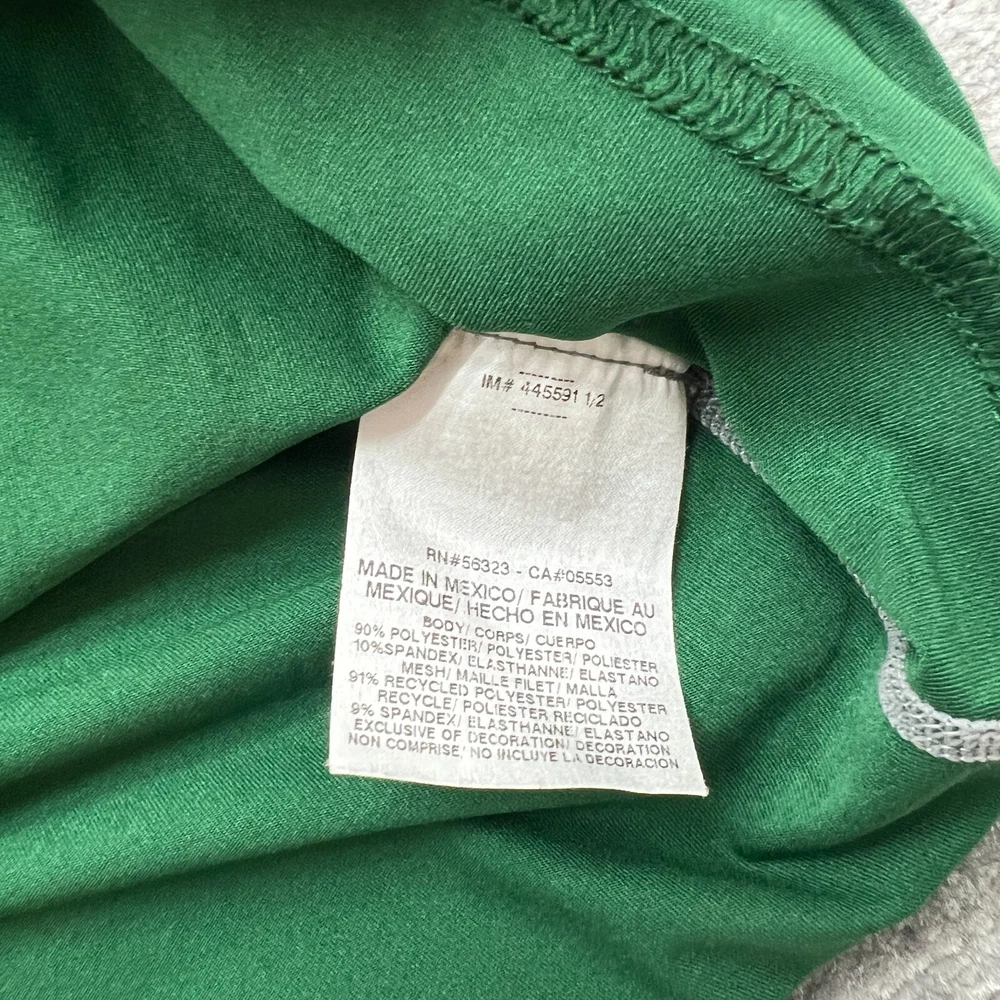 IM# 445591 1/2
RN#56323 - CA#05553
MADE IN MEXICO/ FABRIQUE AU
MEXIQUE/ HECHO EN MEXICO
BODY/ CORPS/ CUERPO
90% POLYESTER/ POLYESTER/ POLIESTER
10%SPANDEX/ ELASTHANNE/ ELASTANO
MESH/ MAILLE FILET/ MALLA
91% RECYCLED POLYESTER/ POLYESTER
RECYCLE/ POLIESTER RECICLADO
9% SPANDEX/ ELASTHANNE/ ELASTANO
EXCLUSIVE OF DECORATION/ DECORATION
NON COMPRISE/ NO INCLUYE LA DECORACION